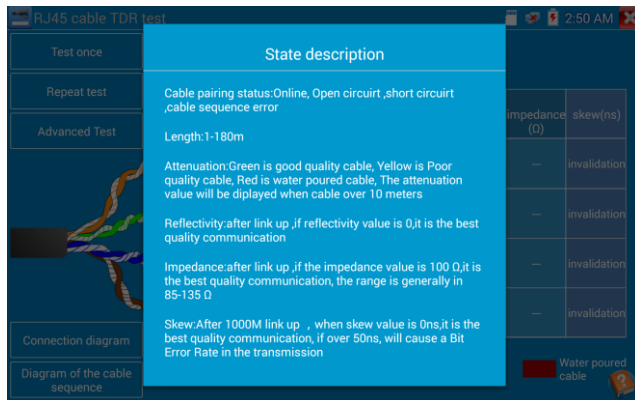 RJ45 cable TDR test
2:50 AM
Test once
Repeat test
Advanced Test
Connection diagram
Diagram of the cable
sequence
State description
Cable pairing status:Online, Open circuirt ,short circuirt
,cable sequence error
Length:1-180m
Attenuation:Green is good quality cable, Yellow is Poor
quality cable, Red is water poured cable, The attenuation
value will be diplayed when cable over 10 meters
Reflectivity:after link up ,if reflectivity value is 0,it is the best
quality communication
Impedance:after link up ,if the impedance value is 100 Ω,it is
the best quality communication, the range is generally in
85-135 Ω
Skew:After 1000M link up ，when skew value is 0ns,it is the
best quality communication, if over 50ns, will cause a Bit
Error Rate in the transmission
impedance
(Ω)
skew(ns)
--- invalidation
--- invalidation
--- invalidation
--- invalidation
Water poured
cable